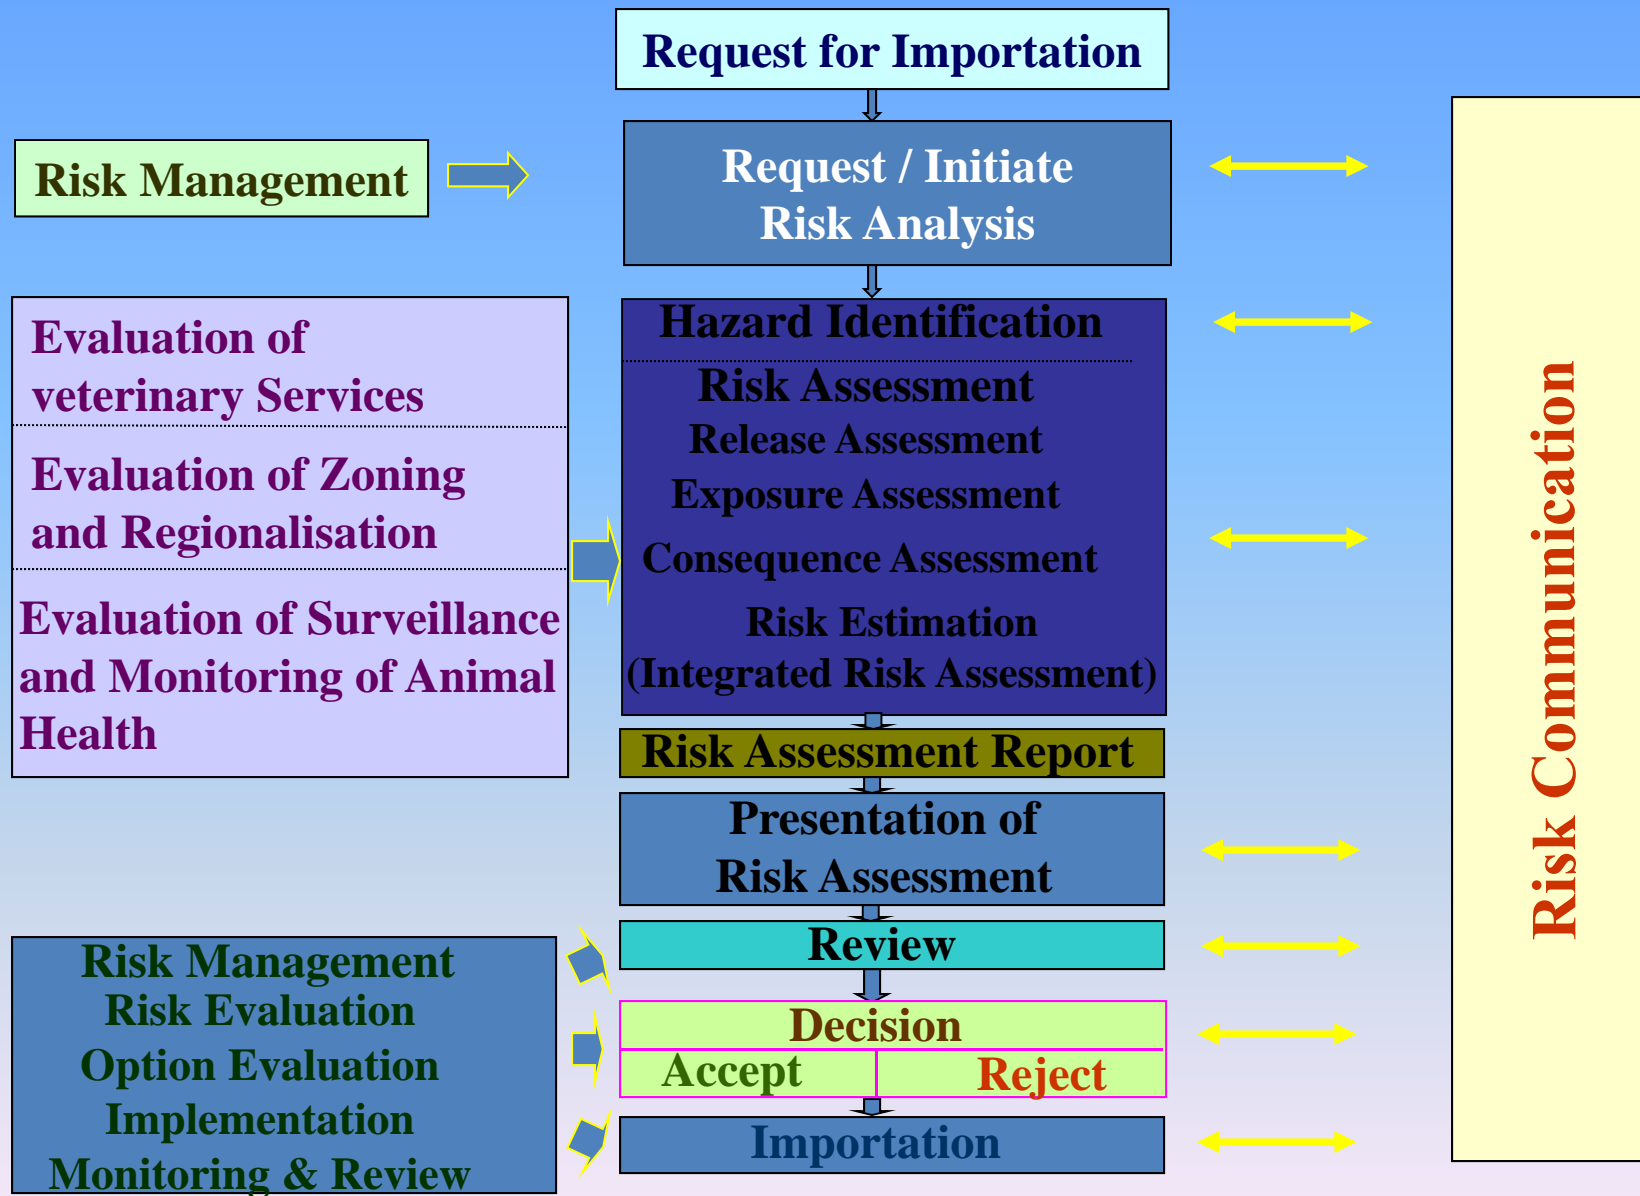 Request for Importation
Risk Management
Request / Initiate
Risk Analysis
Evaluation of
veterinary Services
Evaluation of Zoning
and Regionalisation
Evaluation of Surveillance
and Monitoring of Animal
Health
Hazard Identification
Risk Assessment
Release Assessment
Exposure Assessment
Consequence Assessment
Risk Estimation
(Integrated Risk Assessment)
Risk Assessment Report
Presentation of
Risk Assessment
Review
Risk Management
Risk Evaluation
Option Evaluation
Implementation
Monitoring & Review
Decision
Accept
Reject
Importation
Risk Communication